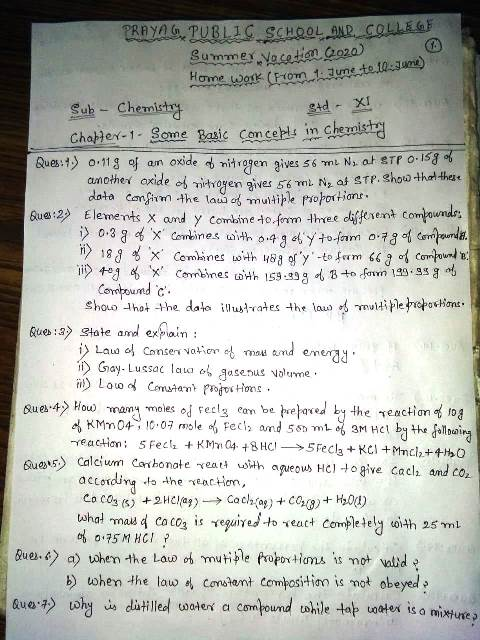 PRAYAG PUBLIC SCHOOL AND COLLEGE
Summer Vacation (2020)
1.
Home work (From 1. June to 10. June)
Sub - Chemistry Std - XI
Chapter-1 - Some Basic Concepts in Chemistry
Ques:1.) 0.11g of an oxide of nitrogen gives 56 mL N2 at STP 0.15g of
another oxide of nitrogen gives 56 mL N2 at STP. Show that these
data confirm the law of multiple proportions.
Ques:2.) Elements X and Y combine to form three different compounds.
i) 0.3 g of 'X' combines with 0.4 g of 'Y' to form 0.7 g of compound A.
ii) 18 g of 'X' combines with 48g of 'Y' to form 66 g of compound 'B'.
iii) 40g of 'X' combines with 159.99g of B to form 199.99 g of
Compound 'C'.
Show that the data illustrates the law of multiple proportions.
Ques:3.) State and explain :
i) Law of Conservation of mass and energy.
ii) Gay-Lussac law of gaseous volume.
iii) Law of Constant proportions.
Ques.4.) How many moles of FeCl3 can be prepared by the reaction of 10g
of KMnO4, 10.07 mole of FeCl2 and 500 mL of 3M HCl by the following
reaction: 5FeCl2 + KMnO4 + 8HCl → 5FeCl3 + KCl + MnCl2 + 4H2O
Ques.5.) Calcium Carbonate react with aqueous HCl to give CaCl2 and CO2
according to the reaction,
CaCO3(s) + 2HCl(aq) → CaCl2(aq) + CO2(g) + H2O(l)
what mass of CaCO3 is required to react completely with 25 mL
of 0.75 M HCl ?
Ques.6.) a) when the Law of mutiple Proportions is not valid ?
b) when the law of constant composition is not obeyed ?
Ques.7.) Why is distilled water a compound while tap water is a mixture?